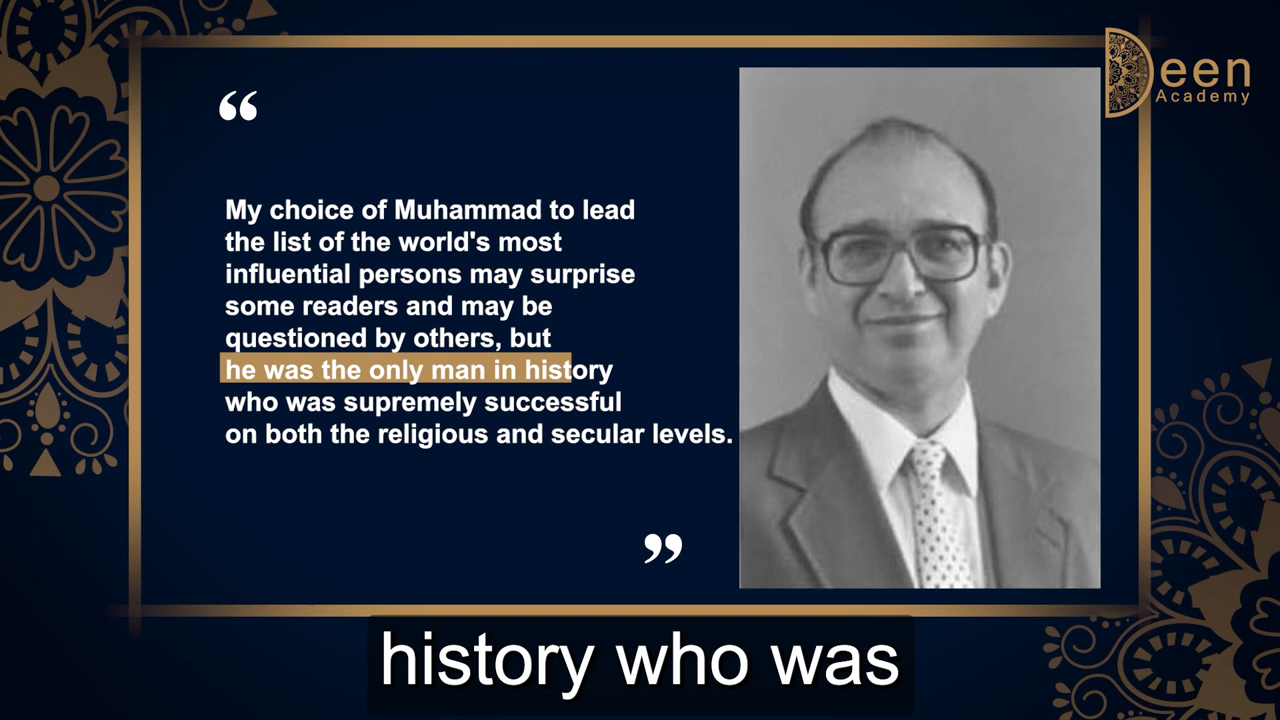 “
My choice of Muhammad to lead
the list of the world's most
influential persons may surprise
some readers and may be
questioned by others, but
he was the only man in history
who was supremely successful
on both the religious and secular levels.
”
Deen
Academy
history who was